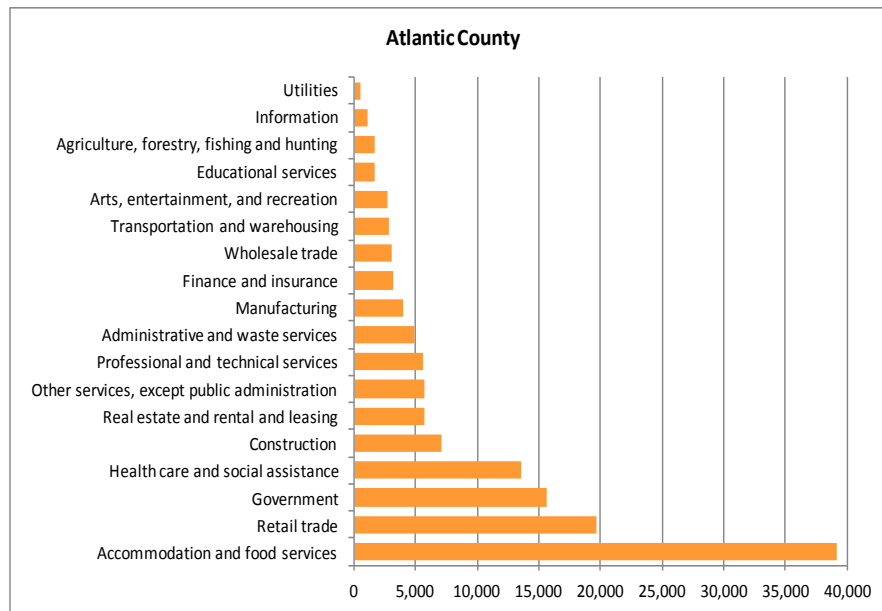 Atlantic County
Utilities
Information
Agriculture, forestry, fishing and hunting
Educational services
Arts, entertainment, and recreation
Transportation and warehousing
Wholesale trade
Finance and insurance
Manufacturing
Administrative and waste services
Professional and technical services
Other services, except public administration
Real estate and rental and leasing
Construction
Health care and social assistance
Government
Retail trade
Accommodation and food services
0 5,000 10,000 15,000 20,000 25,000 30,000 35,000 40,000